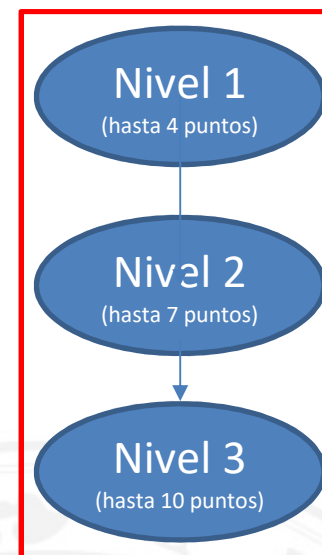 Nivel 1
(hasta 4 puntos)
Nivel 2
(hasta 7 puntos)
Nivel 3
(hasta 10 puntos)